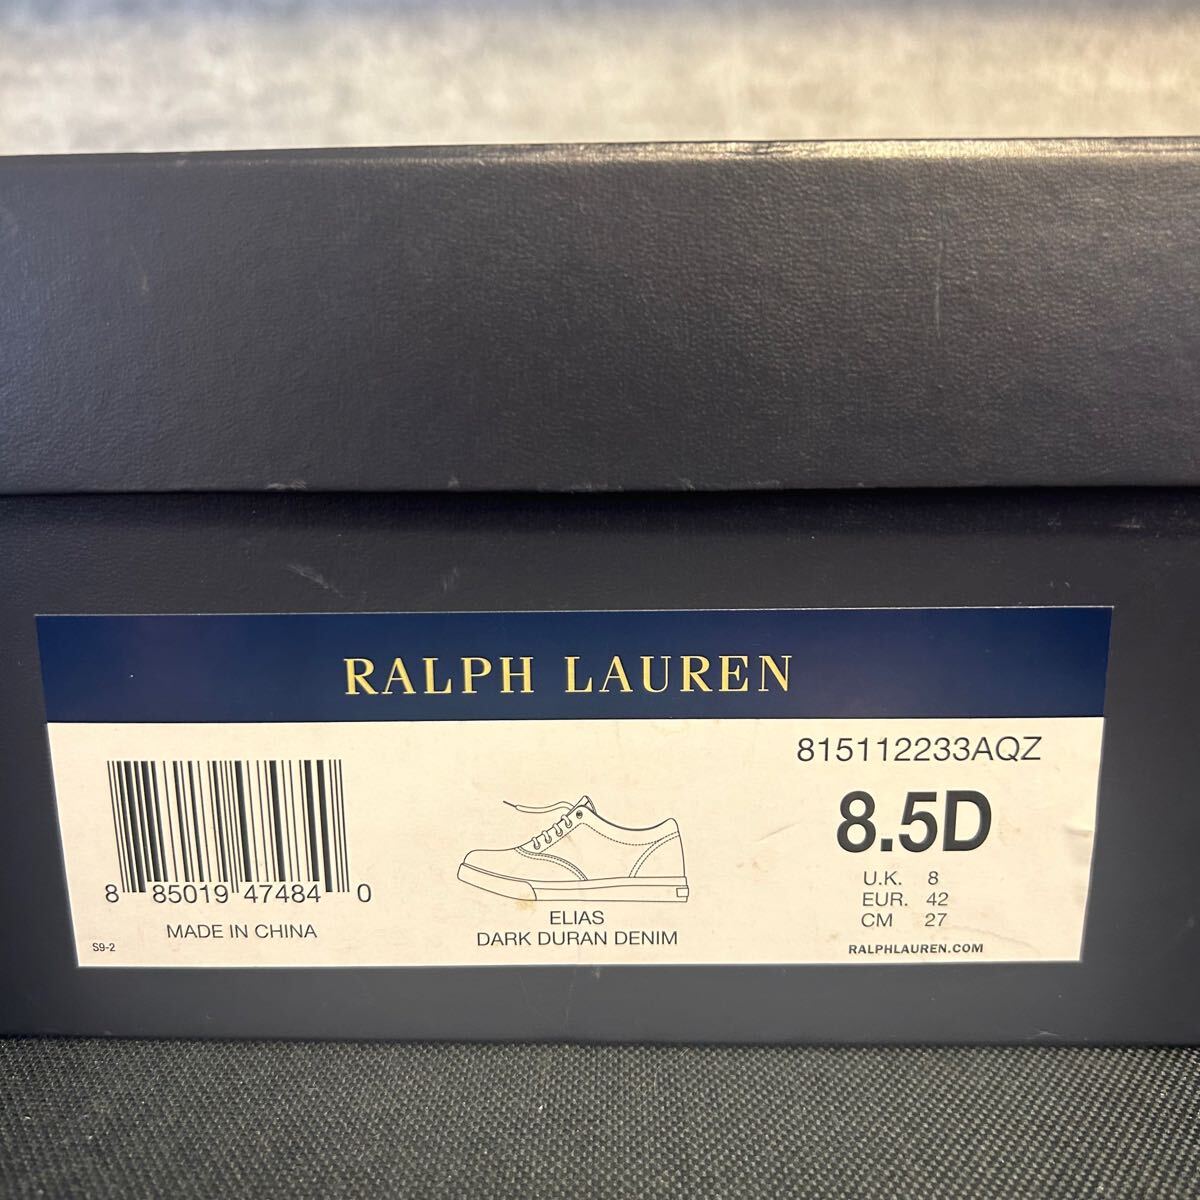 RALPH LAUREN
815112233AQZ
8.5D
U.K. 8
EUR. 42
CM 27
RALPHLAUREN.COM
8 85019 47484 0
MADE IN CHINA
S9-2
ELIAS
DARK DURAN DENIM